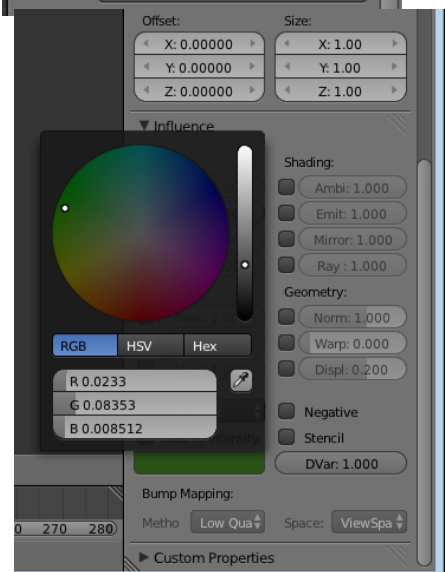 Offset: Size:
X: 0.00000 X: 1.00
Y: 0.00000 Y: 1.00
Z: 0.00000 Z: 1.00
Influence
Shading:
Ambi: 1.000
Emit: 1.000
Mirror: 1.000
Ray : 1.000
Geometry:
Norm: 1.000
RGB HSV Hex
Warp: 0.000
R 0.0233
Displ: 0.200
G 0.08353
Negative
B 0.008512
Stencil
DVar: 1.000
Bump Mapping:
Metho Low Qua Space: ViewSpa
0 270 280
Custom Properties